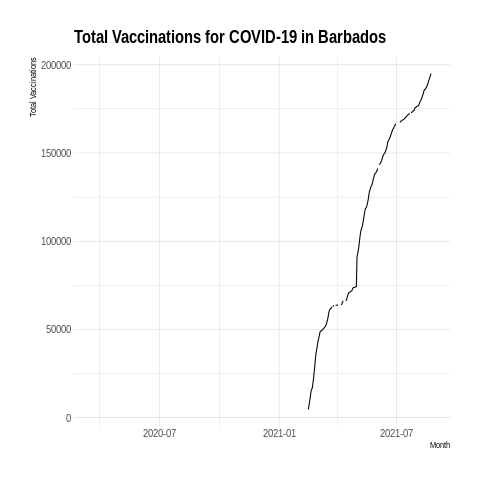 Total Vaccinations for COVID-19 in Barbados
Total Vaccinations
200000
150000
100000
50000
0
2020-07 2021-01 2021-07
Month